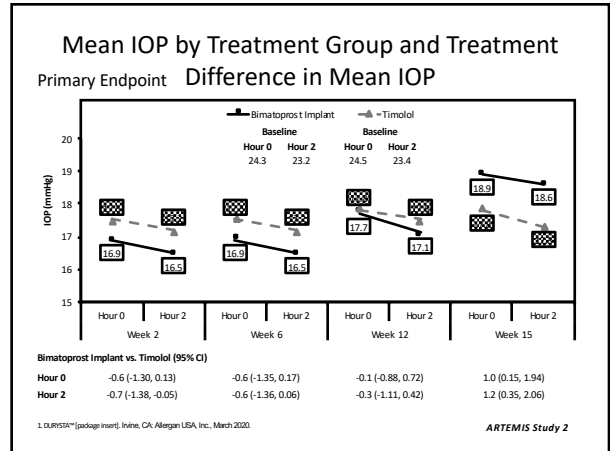 Mean IOP by Treatment Group and Treatment
Primary Endpoint Difference in Mean IOP
Bimatoprost Implant Timolol
Baseline Baseline
Hour 0 Hour 2 Hour 0 Hour 2
24.3 23.2 24.5 23.4
IOP (mmHg)
20
19
18
17
16
15
16.9
16.5
16.9
16.5
17.7
17.1
18.9
18.6
Hour 0 Hour 2 Hour 0 Hour 2 Hour 0 Hour 2 Hour 0 Hour 2
Week 2 Week 6 Week 12 Week 15
Bimatoprost Implant vs. Timolol (95% CI)
Hour 0 -0.6 (-1.30, 0.13) -0.6 (-1.35, 0.17) -0.1 (-0.88, 0.72) 1.0 (0.15, 1.94)
Hour 2 -0.7 (-1.38, -0.05) -0.6 (-1.36, 0.06) -0.3 (-1.11, 0.42) 1.2 (0.35, 2.06)
1. DURYSTA™ [package insert]. Irvine, CA: Allergan USA, Inc., March 2020.
ARTEMIS Study 2